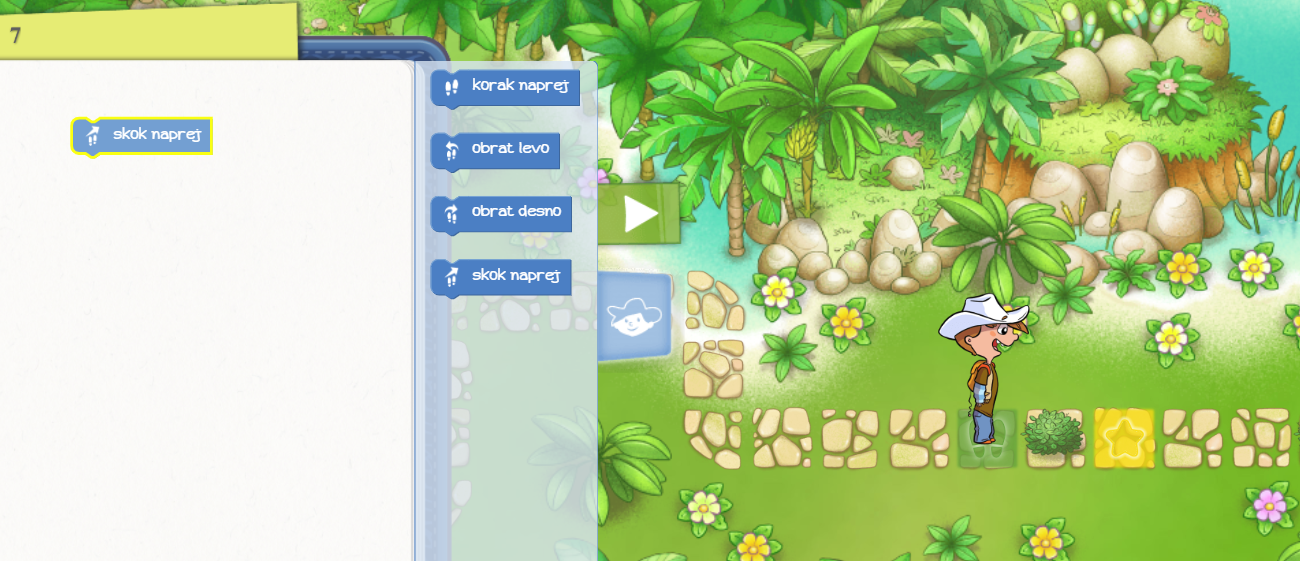 7
skok naprej
korak naprej
obrat levo
obrat desno
skok naprej